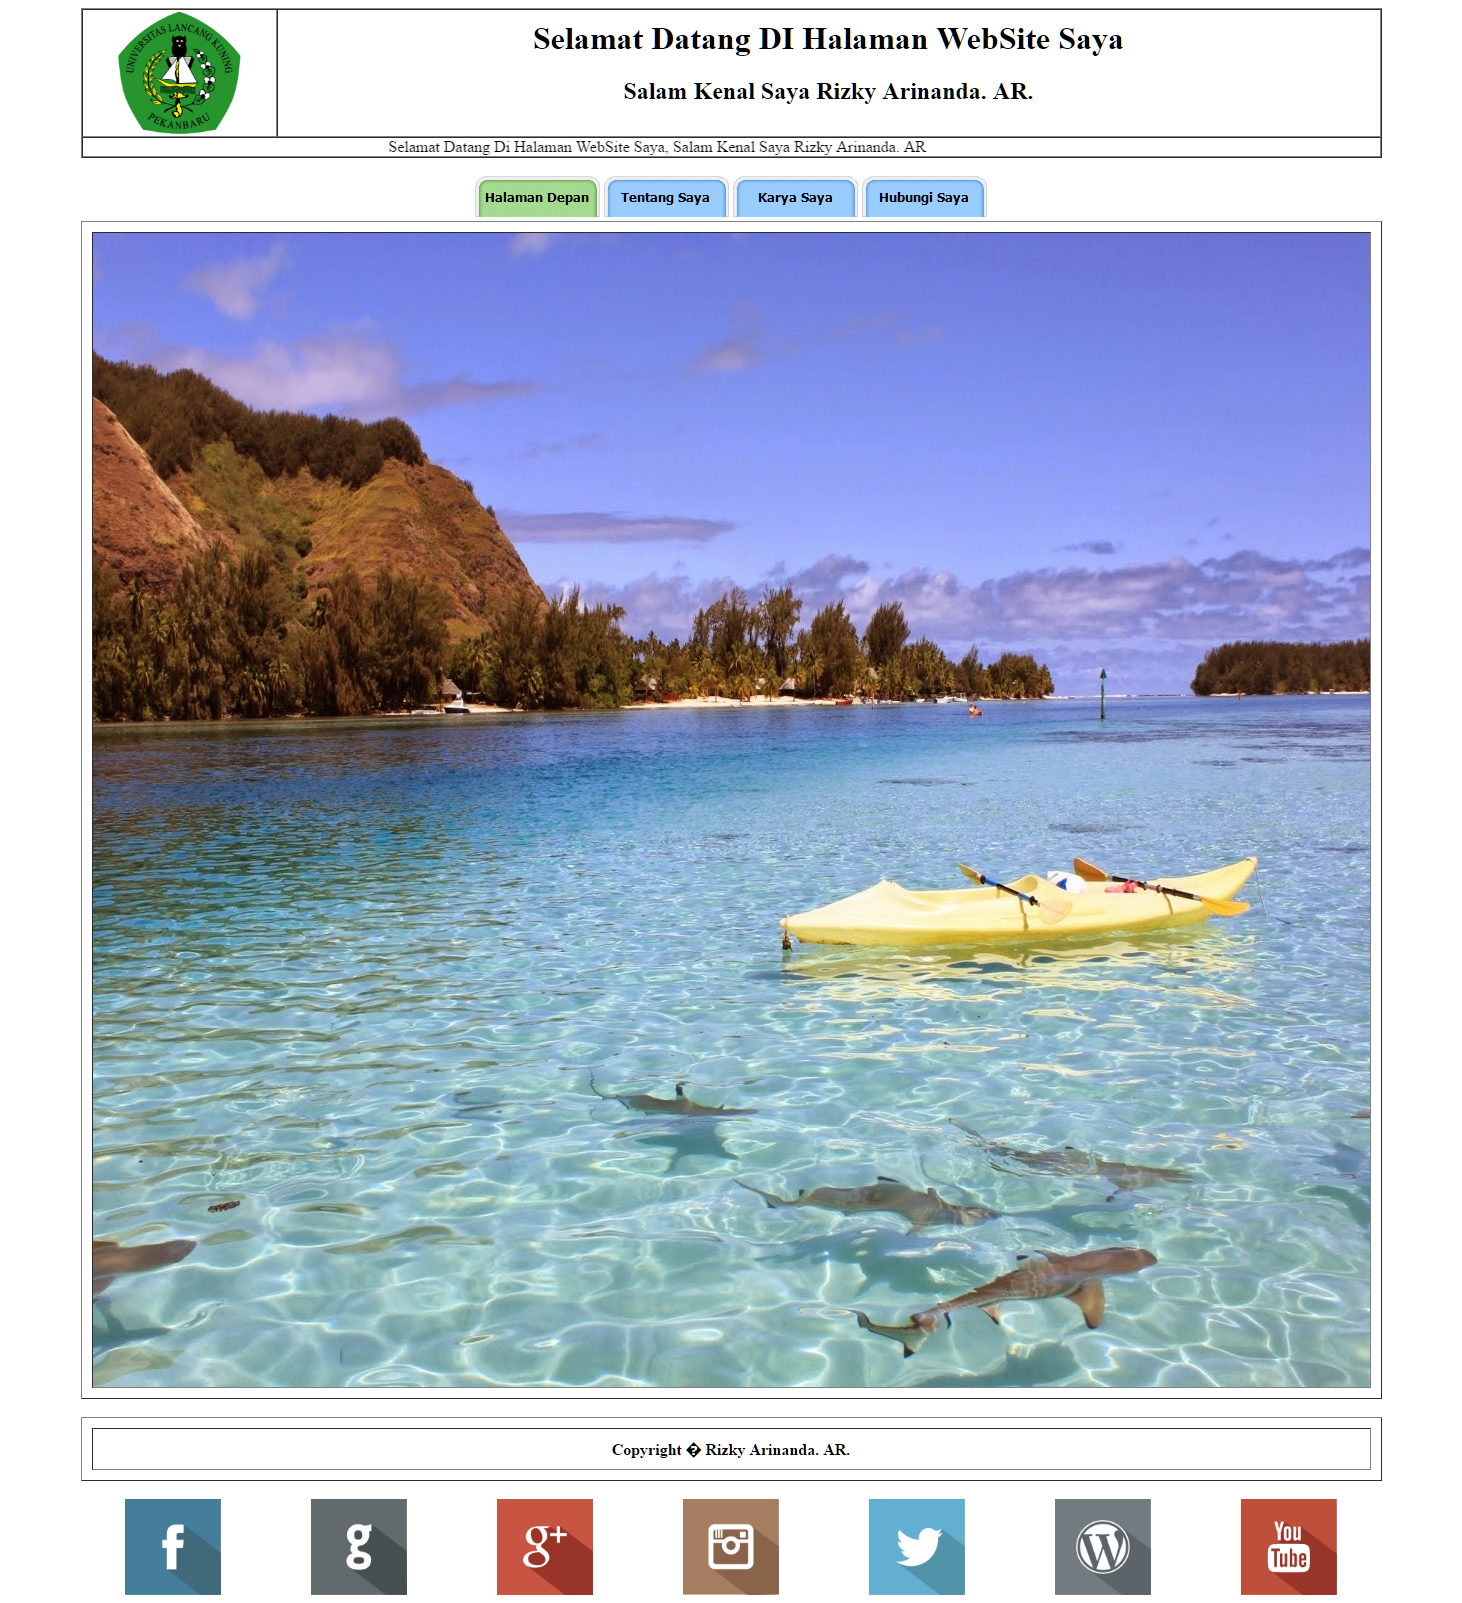 UNIVERSITAS LANCANG KUNING
PEKANBARU
Selamat Datang DI Halaman WebSite Saya
Salam Kenal Saya Rizky Arinanda. AR.
Selamat Datang Di Halaman WebSite Saya, Salam Kenal Saya Rizky Arinanda. AR
Halaman Depan
Tentang Saya
Karya Saya
Hubungi Saya
Copyright � Rizky Arinanda. AR.
f
g
g+
W
You
Tube